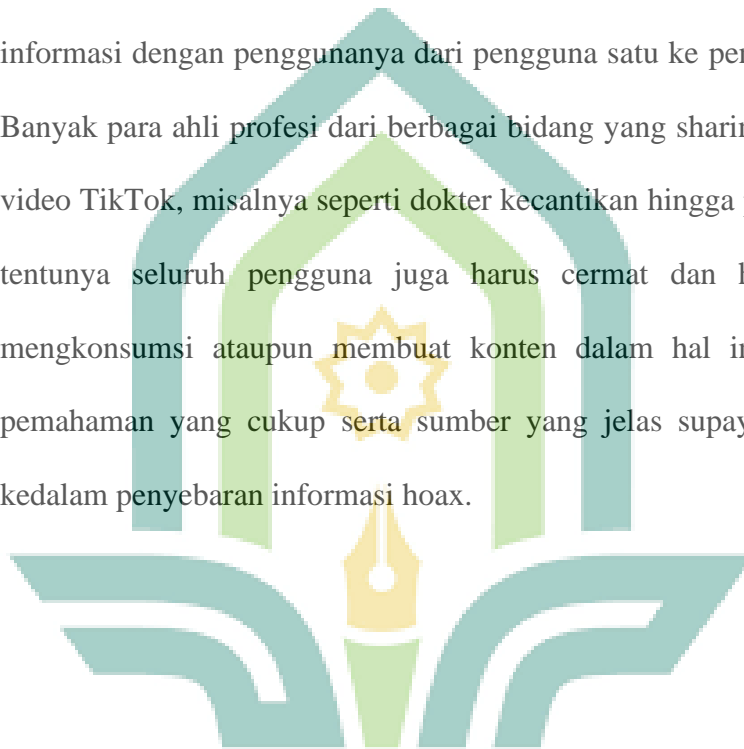 informasi dengan penggunanya dari pengguna satu ke
Banyak para ahli profesi dari berbagai bidang yang
video TikTok, misalnya seperti dokter kecantikan hingga
tentunya seluruh pengguna juga harus cermat dan
mengkonsumsi ataupun membuat konten dalam hal
pemahaman yang cukup serta sumber yang jelas
kedalam penyebaran informasi hoax.